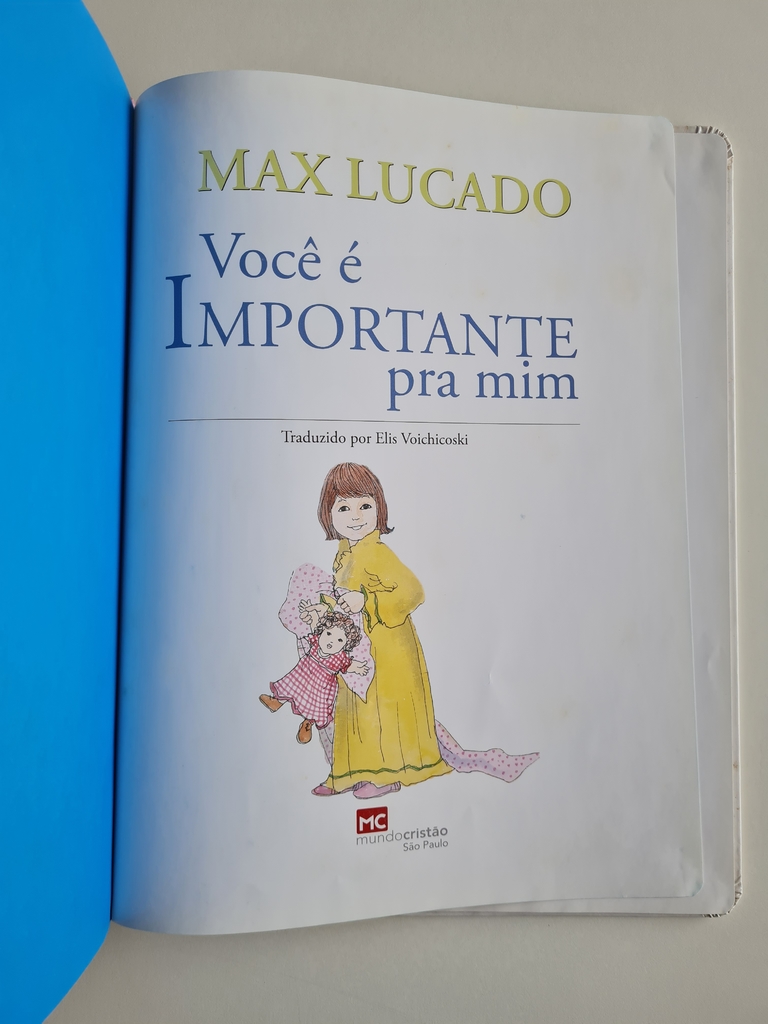 MAX LUCADO
Você é
IMPORTANTE
pra mim
Traduzido por Elis Voichicoski
MC
mundocristão
São Paulo